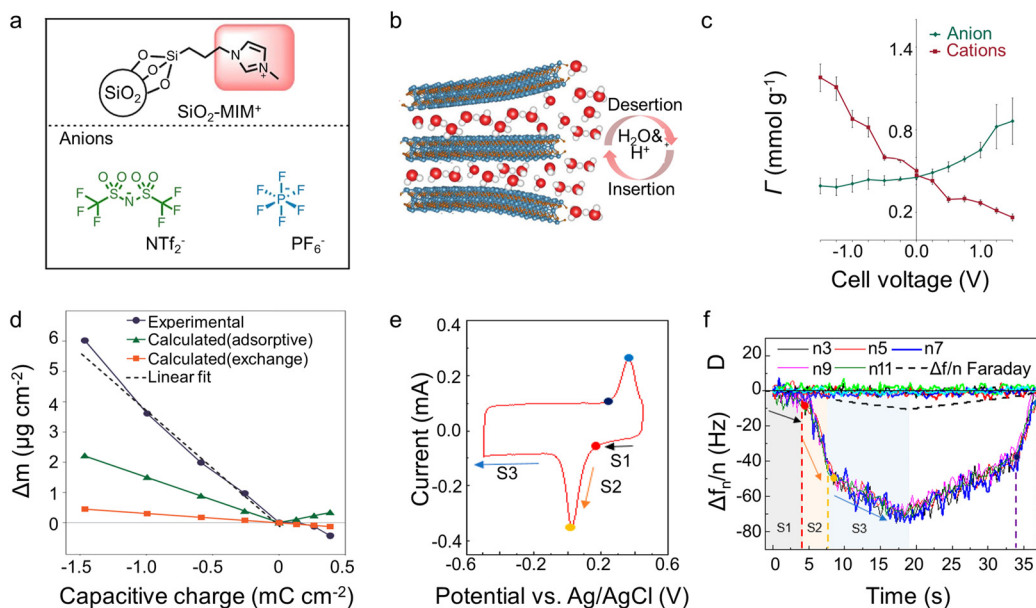 a
SiO2
Si
O
O
O
N
N
+
SiO2-MIM+
Anions
O O O O
S N S
F F F F F F
NTf2-
F F F P F F F
PF6-
b
Desertion
H2O&
H+
+
Insertion
c
Anion
Cations
Γ (mmol g-1)
1.4
0.8
0.2
-1.0
0.0
1.0
Cell voltage (V)
d
Experimental
Calculated(adsorptive)
Calculated(exchange)
Linear fit
Δm (µg cm-2)
6
5
4
3
2
1
0
-1.5 -1.0 -0.5 0.0 0.5
Capacitive charge (mC cm-2)
e
Current (mA)
0.4
0.2
0.0
-0.2
-0.4
S1
S2
S3
-0.6 -0.2 0.2 0.6
Potential vs. Ag/AgCl (V)
f
n3 n5 n7
n9 n11 Δf/n Faraday
D
Δfn/n (Hz)
20
0
-20
-40
-60
-80
S1 S2 S3
0 5 10 15 20 25 30 35
Time (s)